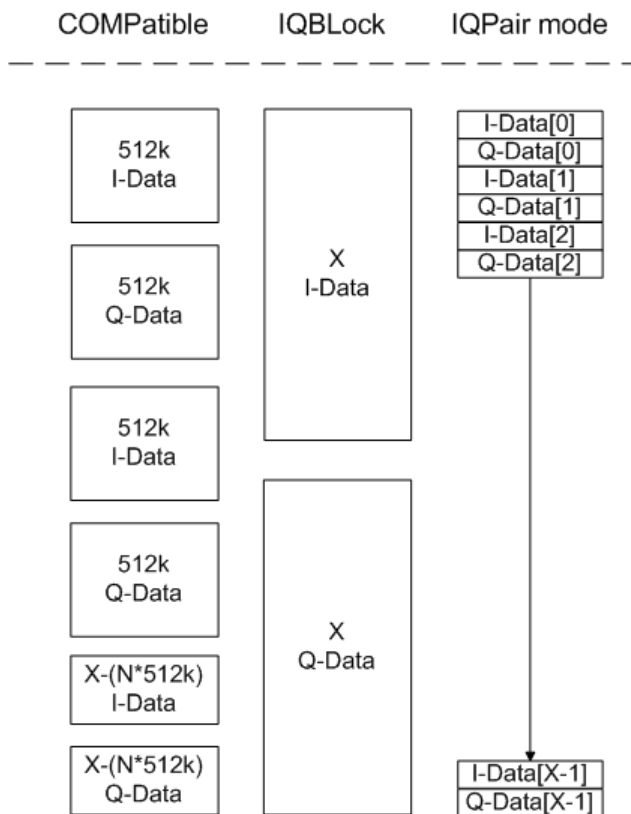 COMPatible
IQBLock
IQPair mode
512k
I-Data
512k
Q-Data
512k
I-Data
512k
Q-Data
X-(N*512k)
I-Data
X-(N*512k)
Q-Data
X
I-Data
X
Q-Data
I-Data[0]
Q-Data[0]
I-Data[1]
Q-Data[1]
I-Data[2]
Q-Data[2]
I-Data[X-1]
Q-Data[X-1]